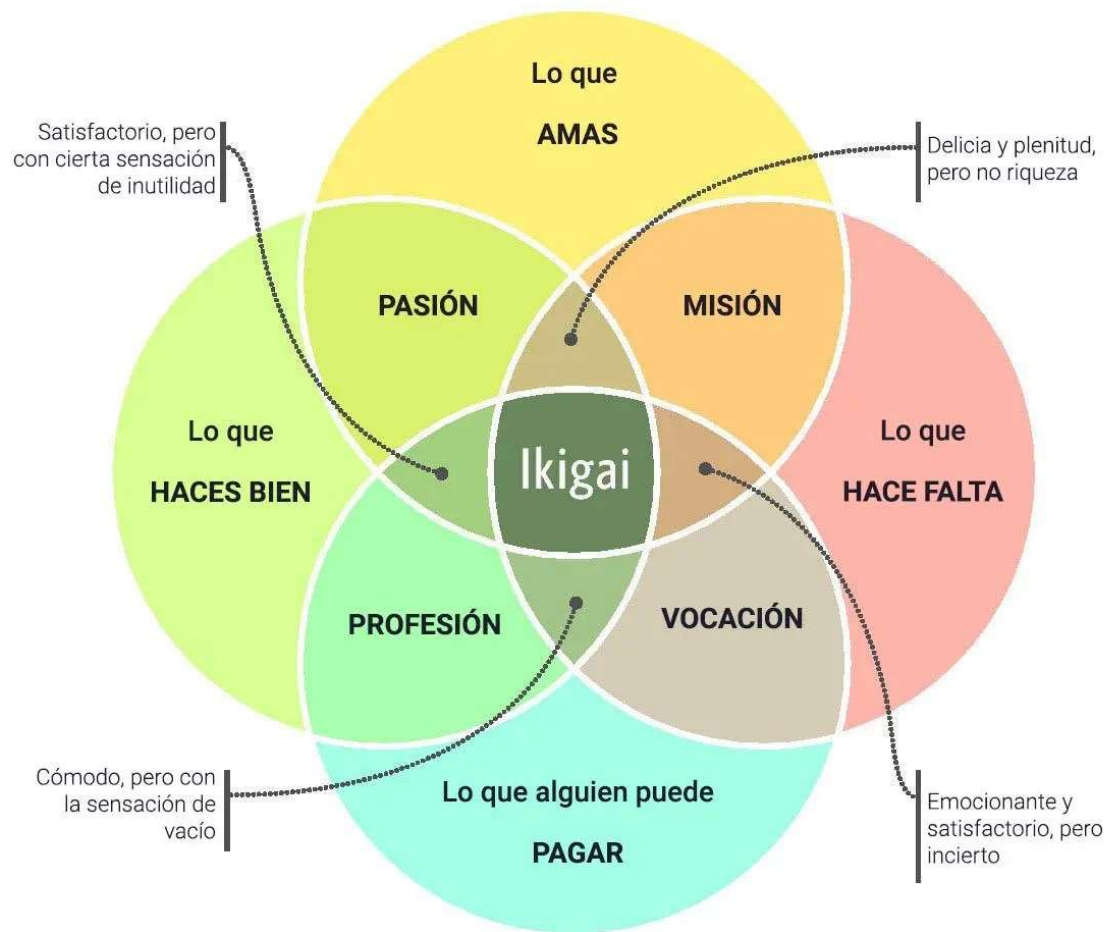 Lo que
AMAS
Satisfactorio, pero
con cierta sensación
de inutilidad
Delicia y plenitud,
pero no riqueza
PASIÓN
MISIÓN
Lo que
HACES BIEN
Ikigai
Lo que
HACE FALTA
PROFESIÓN
VOCACIÓN
Cómodo, pero con
la sensación de
vacío
Lo que alguien puede
PAGAR
Emocionante y
satisfactorio, pero
incierto